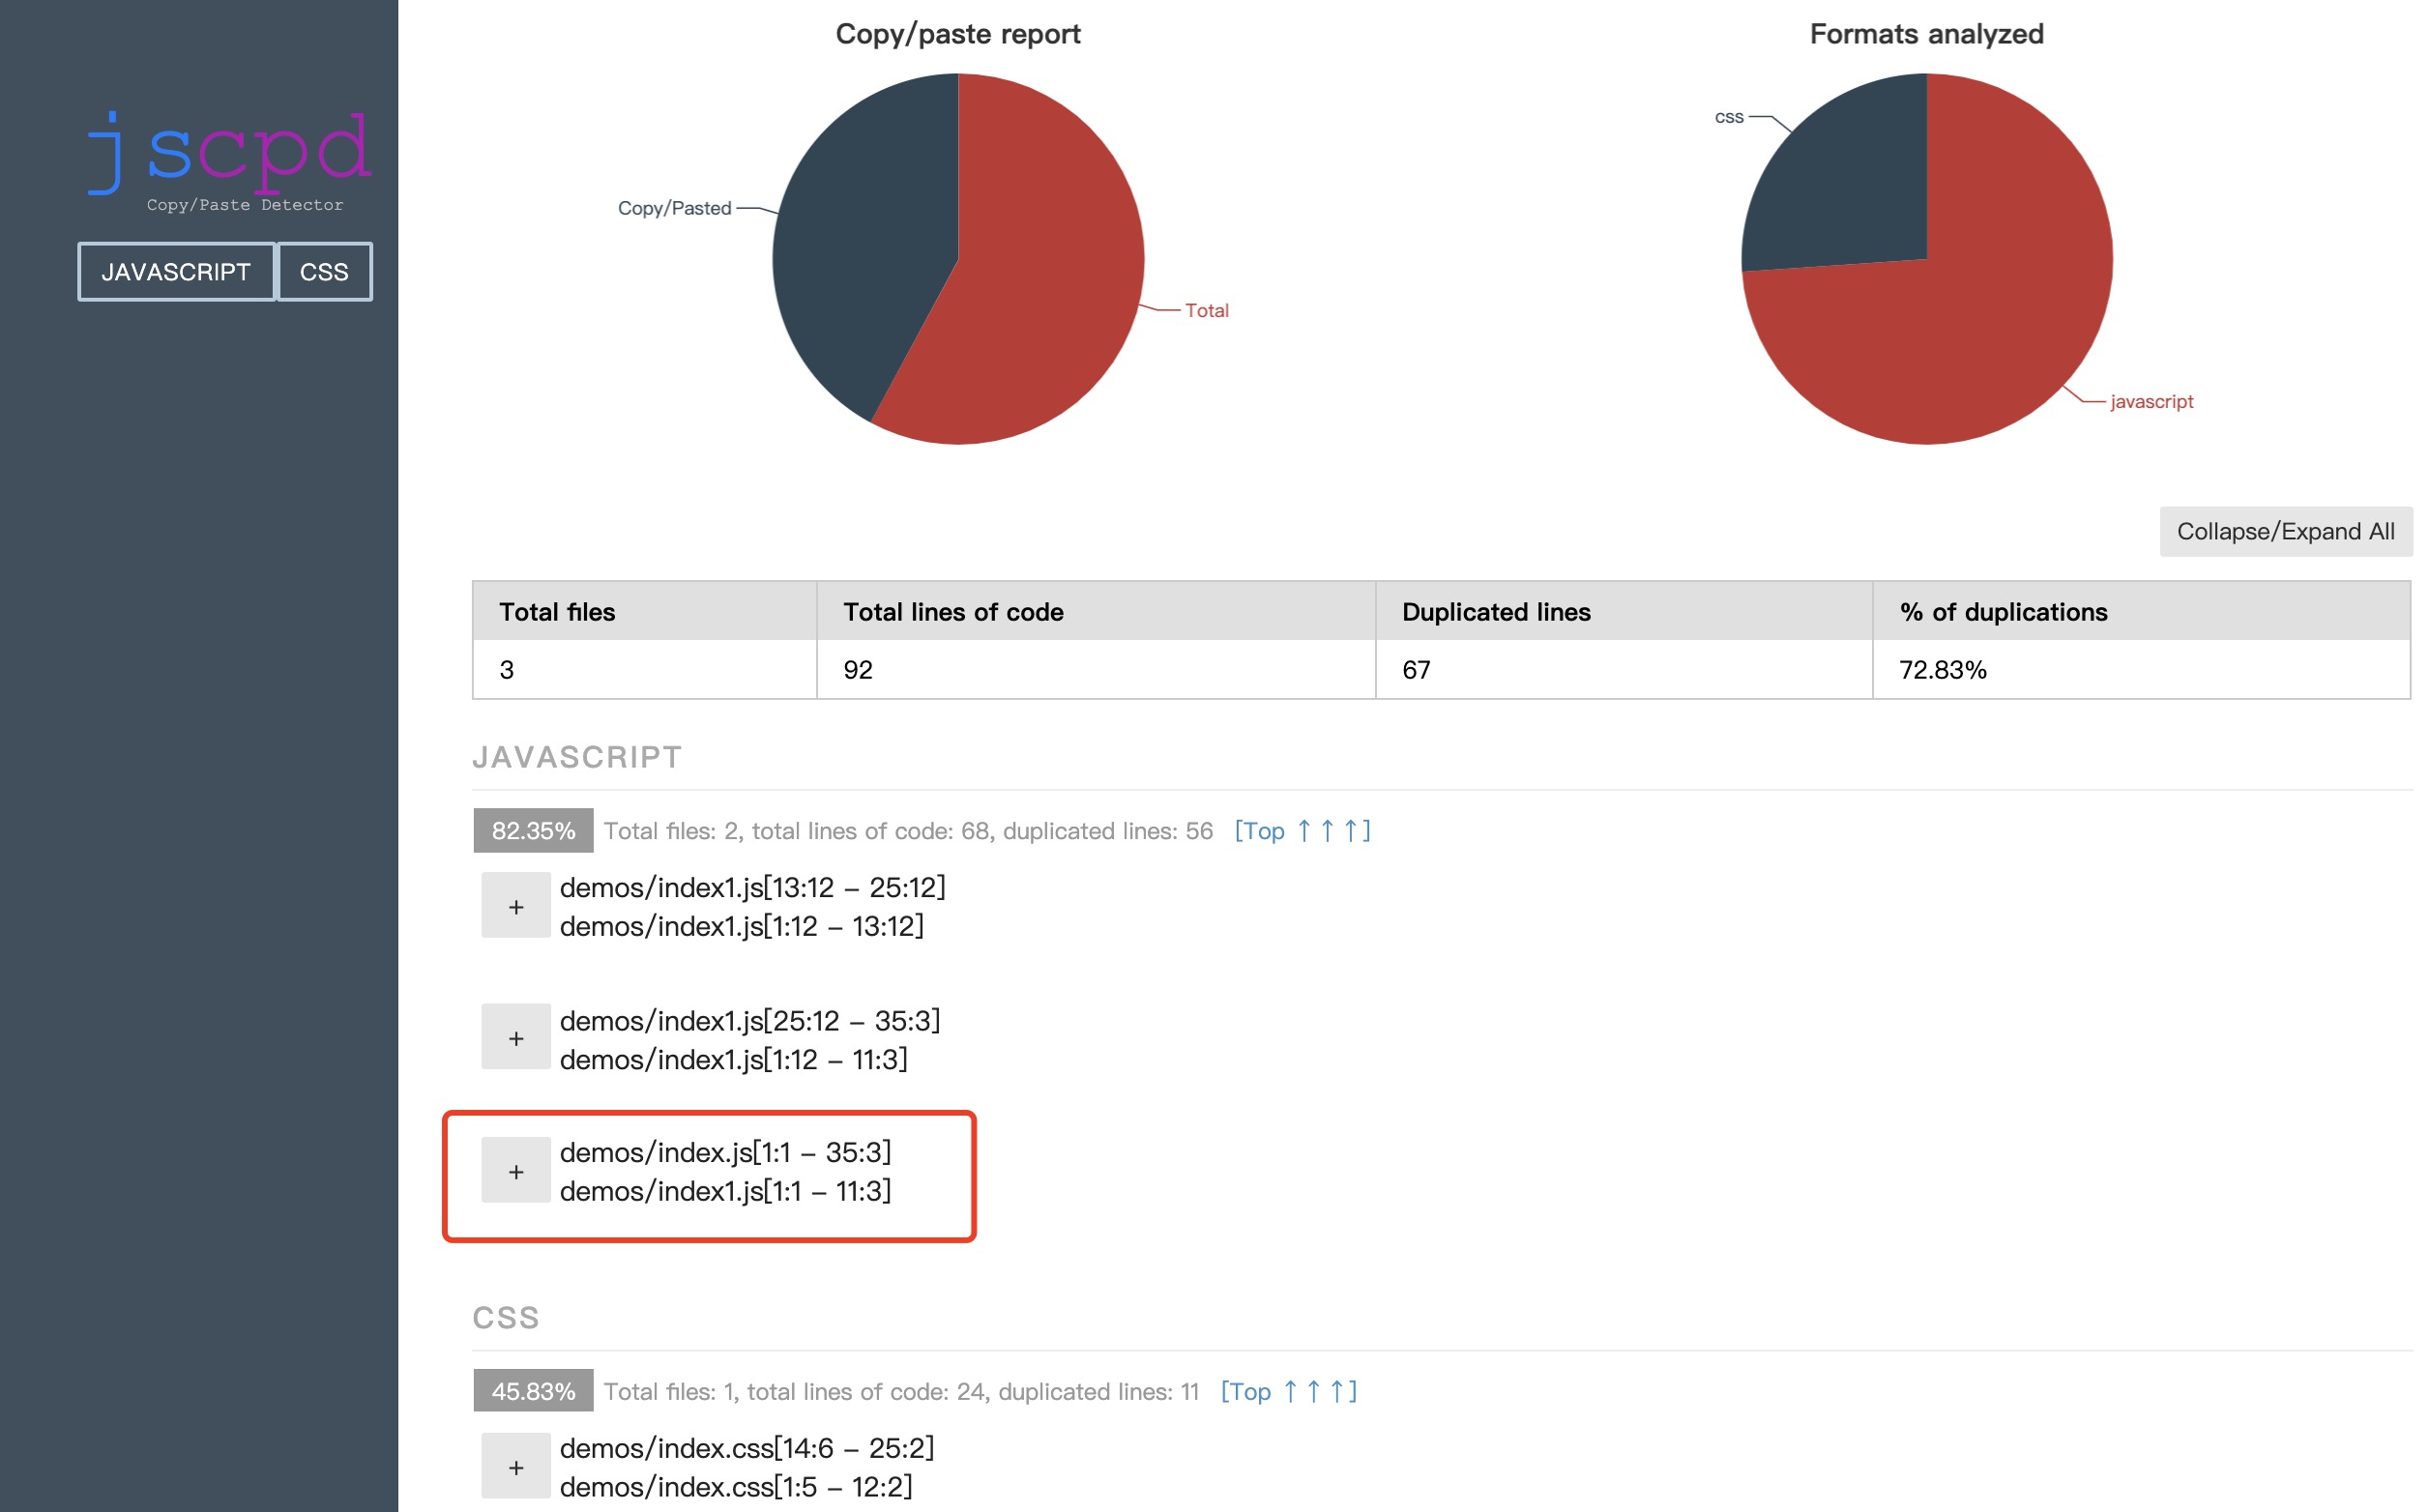 jscpd
Copy/Paste Detector
JAVASCRIPT
CSS
Copy/paste report
Copy/Pasted
Total
Formats analyzed
css
javascript
Collapse/Expand All
Total files
Total lines of code
Duplicated lines
% of duplications
3
92
67
72.83%
JAVASCRIPT
82.35% Total files: 2, total lines of code: 68, duplicated lines: 56 [Top ↑↑↑]
+
demos/index1.js[13:12 – 25:12]
demos/index1.js[1:12 – 13:12]
+
demos/index1.js[25:12 – 35:3]
demos/index1.js[1:12 – 11:3]
+
demos/index.js[1:1 – 35:3]
demos/index1.js[1:1 – 11:3]
CSS
45.83% Total files: 1, total lines of code: 24, duplicated lines: 11 [Top ↑↑↑]
+
demos/index.css[14:6 – 25:2]
demos/index.css[1:5 – 12:2]